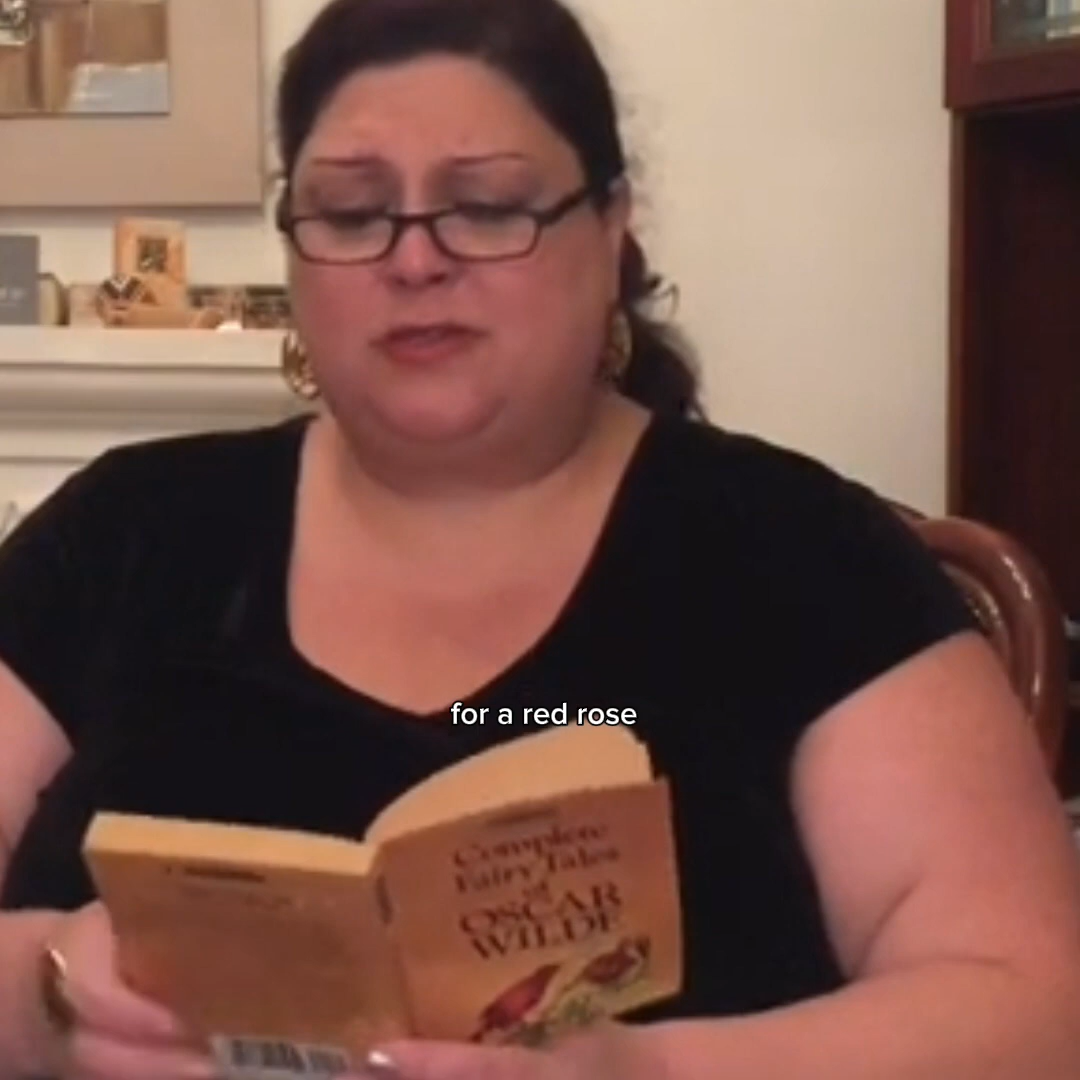 for a red rose
Complete
Fairy Tales
of
OSCAR
WILDE